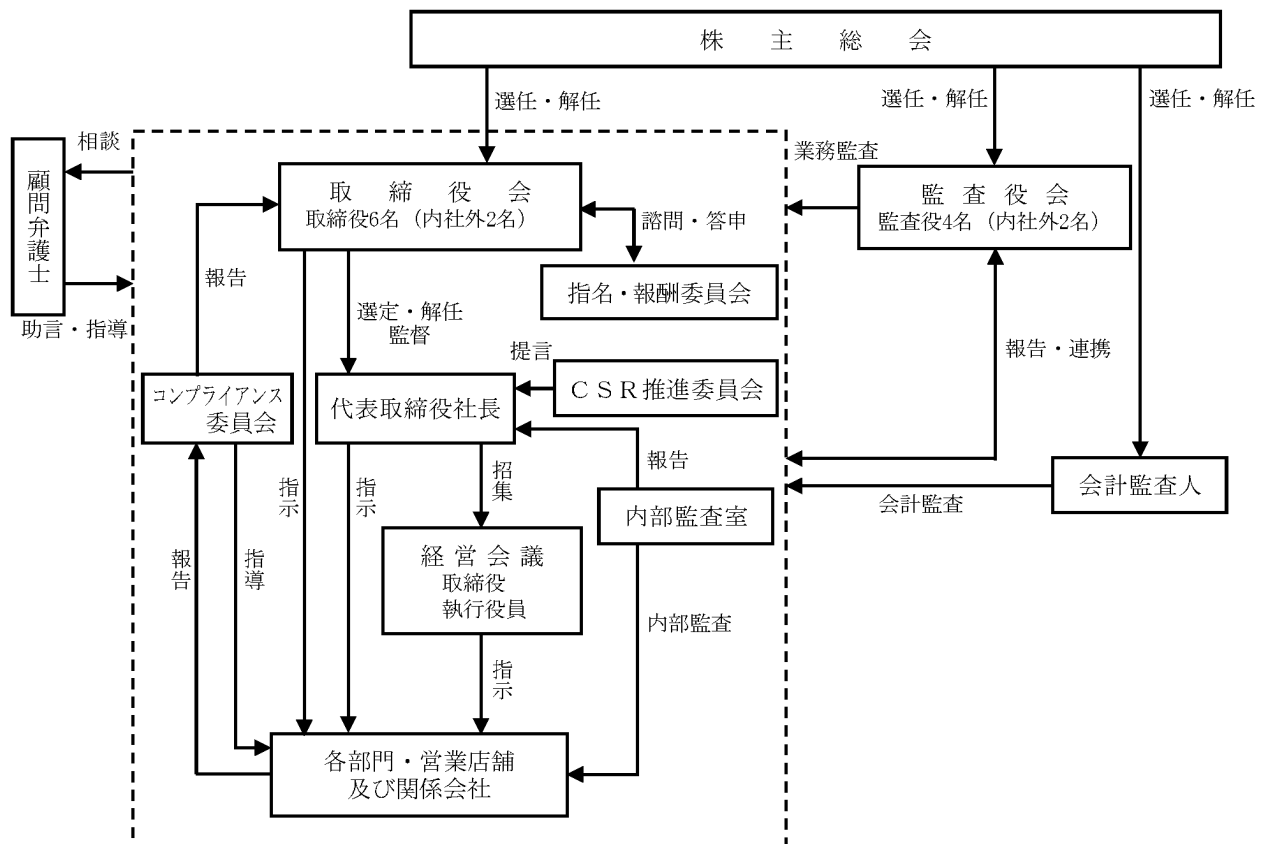 株主総会
選任・解任
選任・解任
選任・解任
相談
顧問弁護士
助言・指導
業務監査
取締役会
取締役6名（内社外2名）
監査役会
監査役4名（内社外2名）
諮問・答申
指名・報酬委員会
報告
選定・解任
監督
提言
報告・連携
コンプライアンス
委員会
代表取締役社長
CSR推進委員会
報告
招集
指示
指示
内部監査室
会計監査
会計監査人
経営会議
取締役
執行役員
報告
指導
内部監査
指示
各部門・営業店舗
及び関係会社